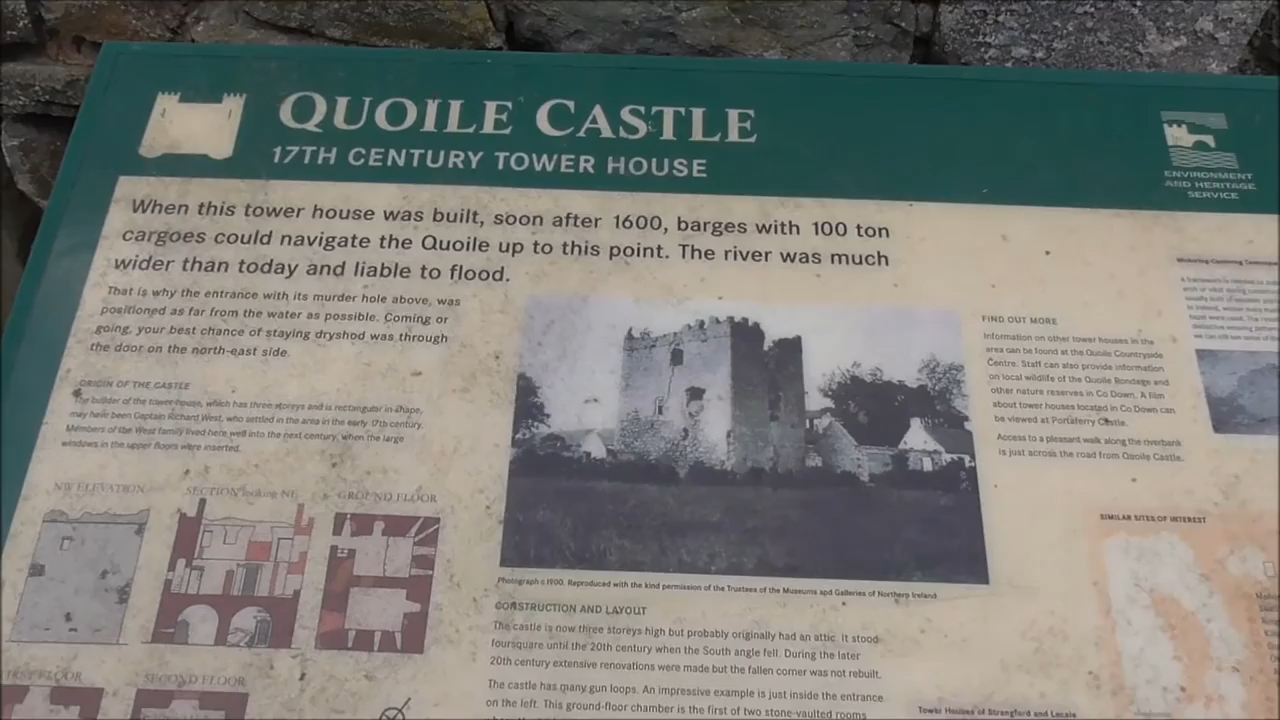 QUOILE CASTLE
17TH CENTURY TOWER HOUSE
ENVIRONMENT
AND HERITAGE
SERVICE
When this tower house was built, soon after 1600, barges with 100 ton
cargoes could navigate the Quoile up to this point. The river was much
wider than today and liable to flood.
That is why the entrance with its murder hole above, was
positioned as far from the water as possible. Coming or
going, your best chance of staying dryshod was through
the door on the north-east side.
ORIGIN OF THE CASTLE
The builder of the tower-house, which has three storeys and is rectangular in shape,
may have been Captain Richard West, who settled in the area in the early 17th century.
Members of the West family lived here well into the next century, when the large
windows in the upper floors were inserted.
NW ELEVATION
SECTION looking NE
GROUND FLOOR
FIRST FLOOR
SECOND FLOOR
Photograph c 1900. Reproduced with the kind permission of the Trustees of the Museums and Galleries of Northern Ireland
CONSTRUCTION AND LAYOUT
The castle is now three storeys high but probably originally had an attic. It stood
foursquare until the 20th century when the South angle fell. During the later
20th century extensive renovations were made but the fallen corner was not rebuilt.
The castle has many gun loops. An impressive example is just inside the entrance
on the left. This ground-floor chamber is the first of two stone-vaulted rooms
FIND OUT MORE
Information on other tower houses in the
area can be found at the Quoile Countryside
Centre. Staff can also provide information
on local wildlife of the Quoile Pondage and
other nature reserves in Co Down. A film
about tower houses located in Co Down can
be viewed at Portaferry Castle.
Access to a pleasant walk along the riverbank
is just across the road from Quoile Castle.
SIMILAR SITES OF INTEREST
Tower Houses of Strangford and Lecale